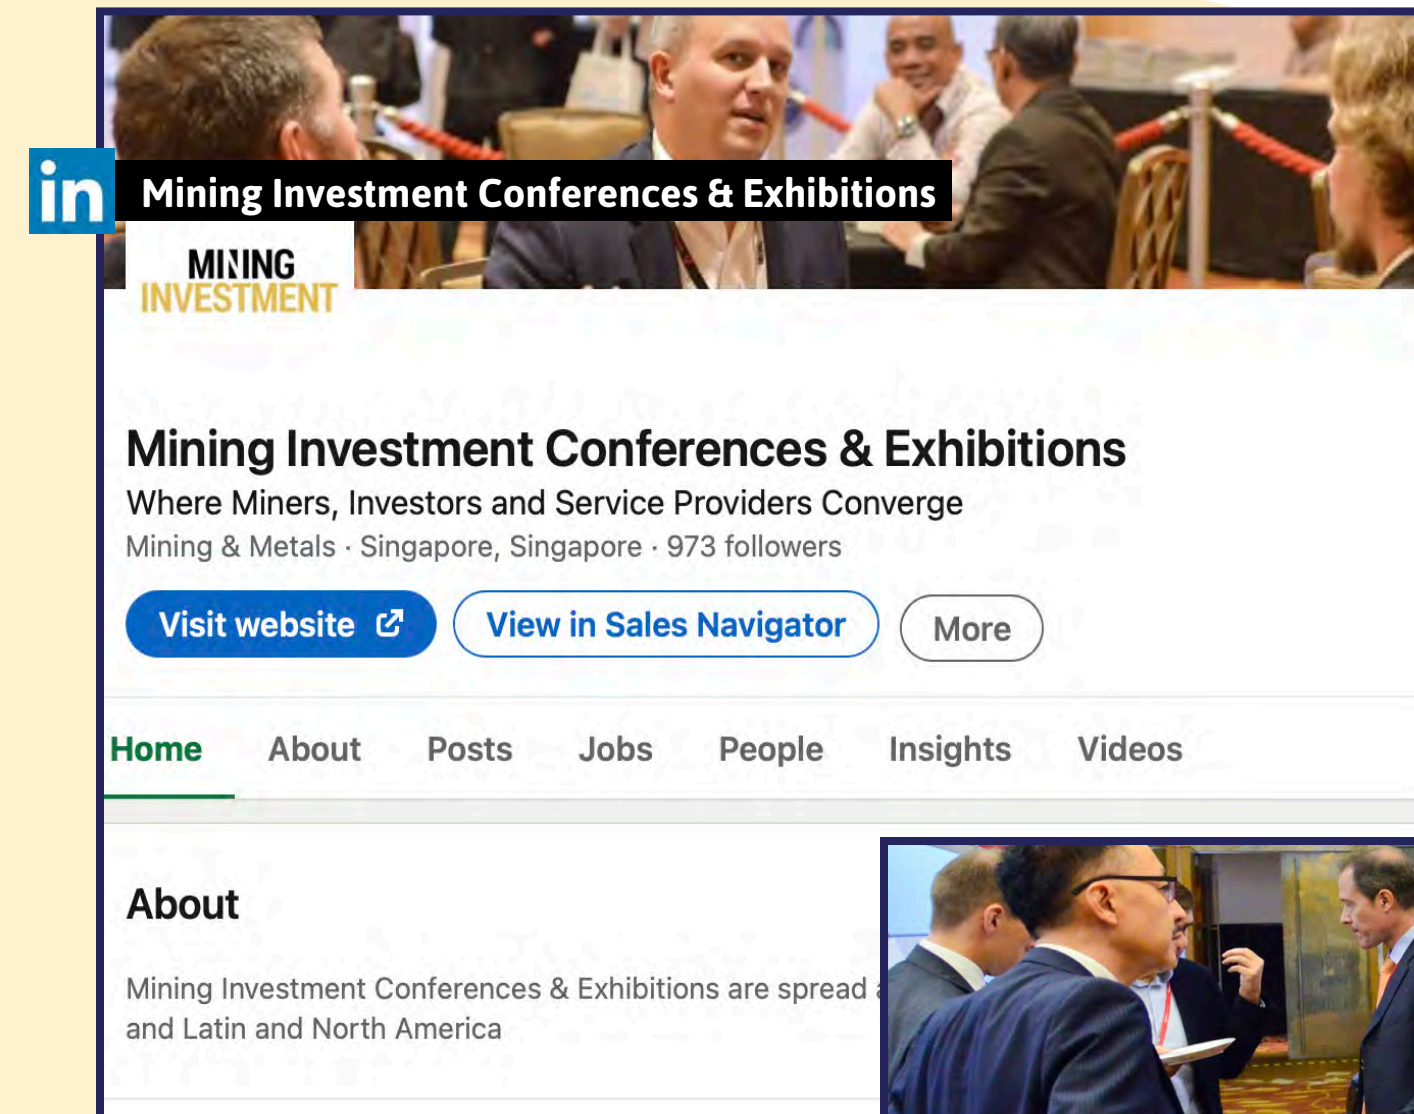 in Mining Investment Conferences & Exhibitions
MINING
INVESTMENT
Mining Investment Conferences & Exhibitions
Where Miners, Investors and Service Providers Converge
Mining & Metals · Singapore, Singapore · 973 followers
Visit website View in Sales Navigator More
Home About Posts Jobs People Insights Videos
About
Mining Investment Conferences & Exhibitions are spread
and Latin and North America